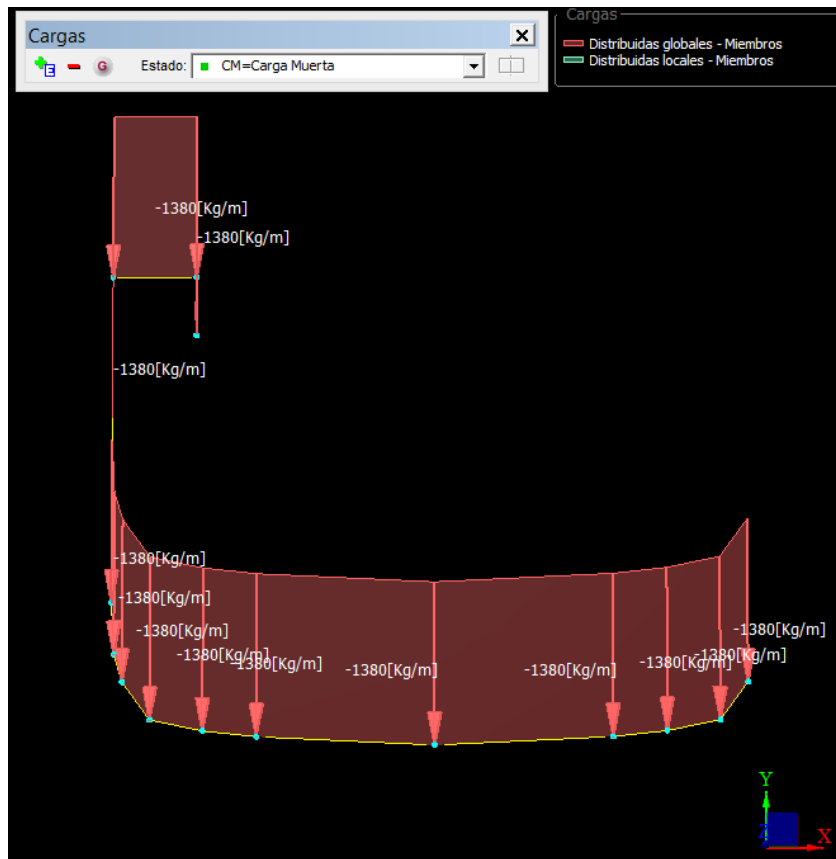 Cargas
G Estado: CM=Carga Muerta
Cargas
Distribuidas globales - Miembros
Distribuidas locales - Miembros
-1380[Kg/m]
-1380[Kg/m]
-1380[Kg/m]
-1380[Kg/m]
-1380[Kg/m]
-1380[Kg/m]
-1380[Kg/m]
-1380[Kg/m]
-1380[Kg/m]
-1380[Kg/m]
-1380[Kg/m]
-1380[Kg/m]
-1380[Kg/m]
Y
Z
X